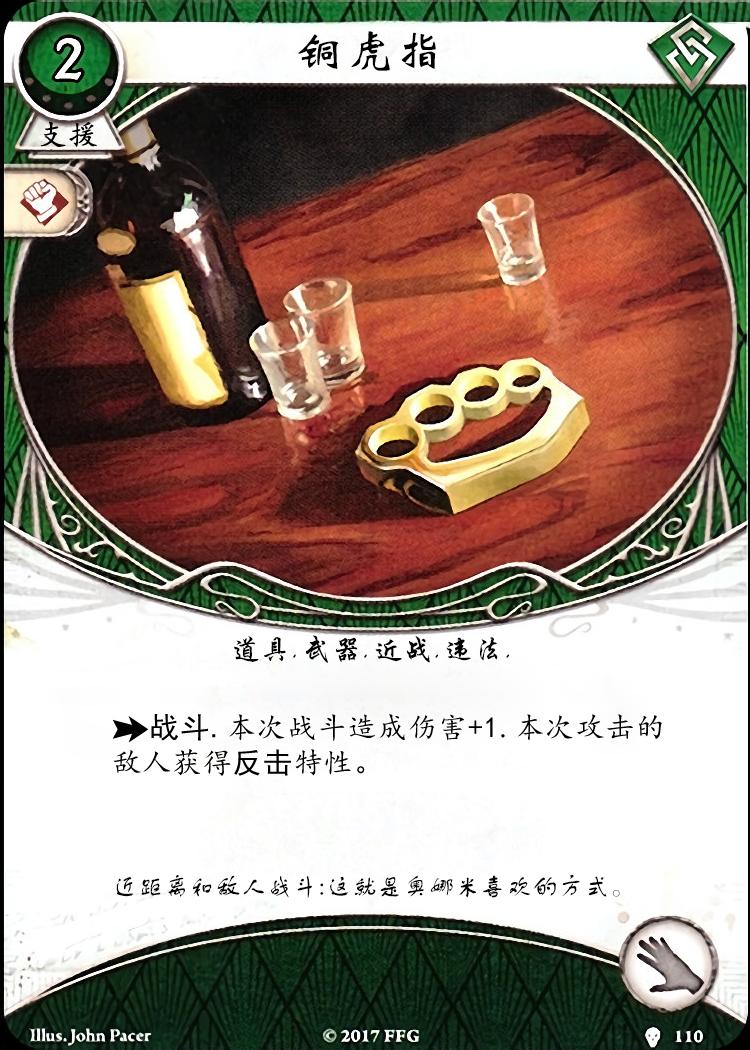 2
铜虎指
支援
道具.武器.近战.违法.
战斗.本次战斗造成伤害+1.本次攻击的
敌人获得反击特性。
近距离和敌人战斗:这就是奥娜米喜欢的方式。
Illus. John Pacer
© 2017 FFG
110